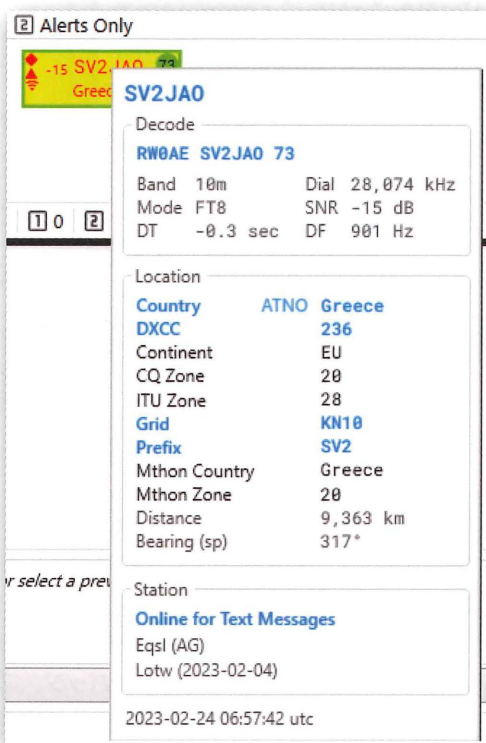 2 Alerts Only
-15 SV2JAO 73
Greec
SV2JAO
Decode
RW0AE SV2JAO 73
Band 10m Dial 28,074 kHz
Mode FT8 SNR -15 dB
DT -0.3 sec DF 901 Hz
1 0 2
Location
Country ATNO Greece
DXCC 236
Continent EU
CQ Zone 20
ITU Zone 28
Grid KN10
Prefix SV2
Mthon Country Greece
Mthon Zone 20
Distance 9,363 km
Bearing (sp) 317°
or select a prev
Station
Online for Text Messages
Eqsl (AG)
Lotw (2023-02-04)
2023-02-24 06:57:42 utc